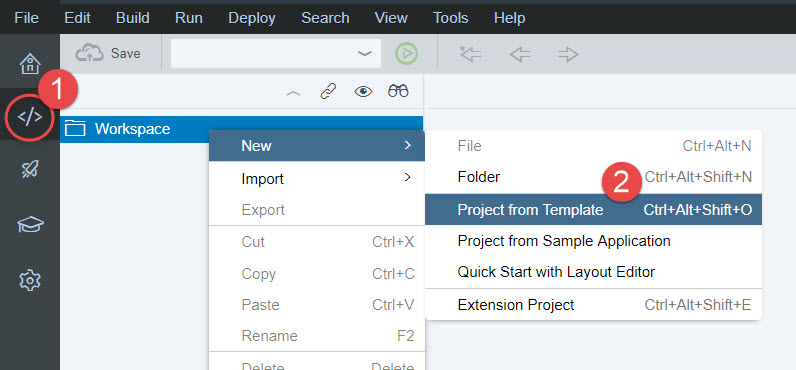 File Edit Build Run Deploy Search View Tools Help
Save
1
</>
Workspace
New
Import
Export
Cut Ctrl+X
Copy Ctrl+C
Paste Ctrl+V
Rename F2
Delete Delete
File Ctrl+Alt+N
Folder Ctrl+Alt+Shift+N
2
Project from Template Ctrl+Alt+Shift+O
Project from Sample Application
Quick Start with Layout Editor
Extension Project Ctrl+Alt+Shift+E